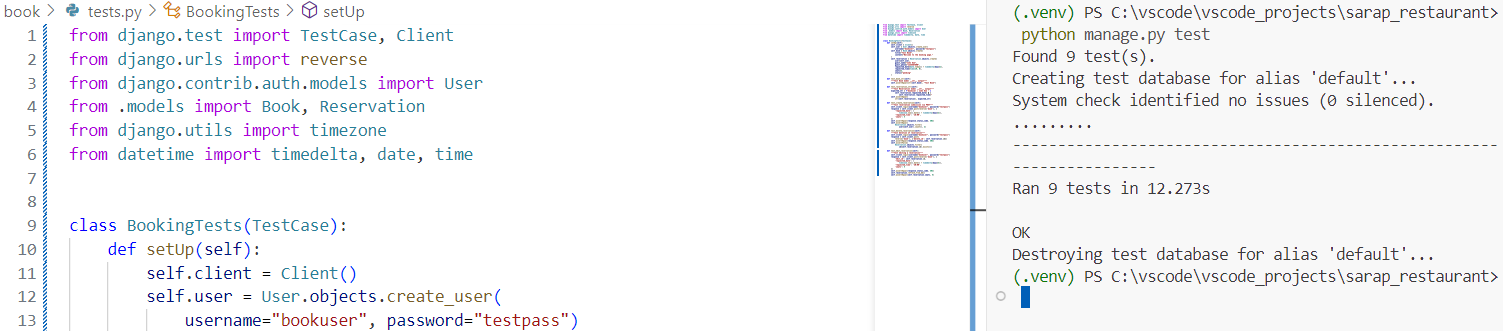 book > tests.py > BookingTests > setUp
1 from django.test import TestCase, Client
2 from django.urls import reverse
3 from django.contrib.auth.models import User
4 from .models import Book, Reservation
5 from django.utils import timezone
6 from datetime import timedelta, date, time
7
8
9 class BookingTests(TestCase):
10 def setUp(self):
11 self.client = Client()
12 self.user = User.objects.create_user(
13 username="bookuser", password="testpass")
(.venv) PS C:\vscode\vscode_projects\sarap_restaurant>
python manage.py test
Found 9 test(s).
Creating test database for alias 'default'...
System check identified no issues (0 silenced).
.........
----------------------------------------------------------------------
Ran 9 tests in 12.273s
OK
Destroying test database for alias 'default'...
(.venv) PS C:\vscode\vscode_projects\sarap_restaurant>